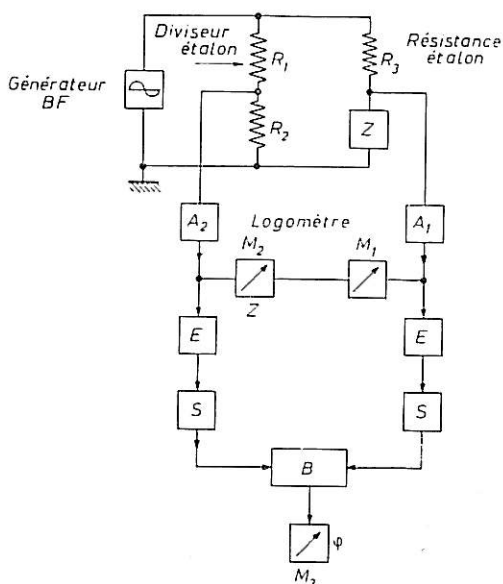 Diviseur
étalon
R1
R3
Résistance
étalon
Générateur
BF
R2
Z
A2
Logomètre
A1
M2
M1
Z
E
E
S
S
B
φ
M3